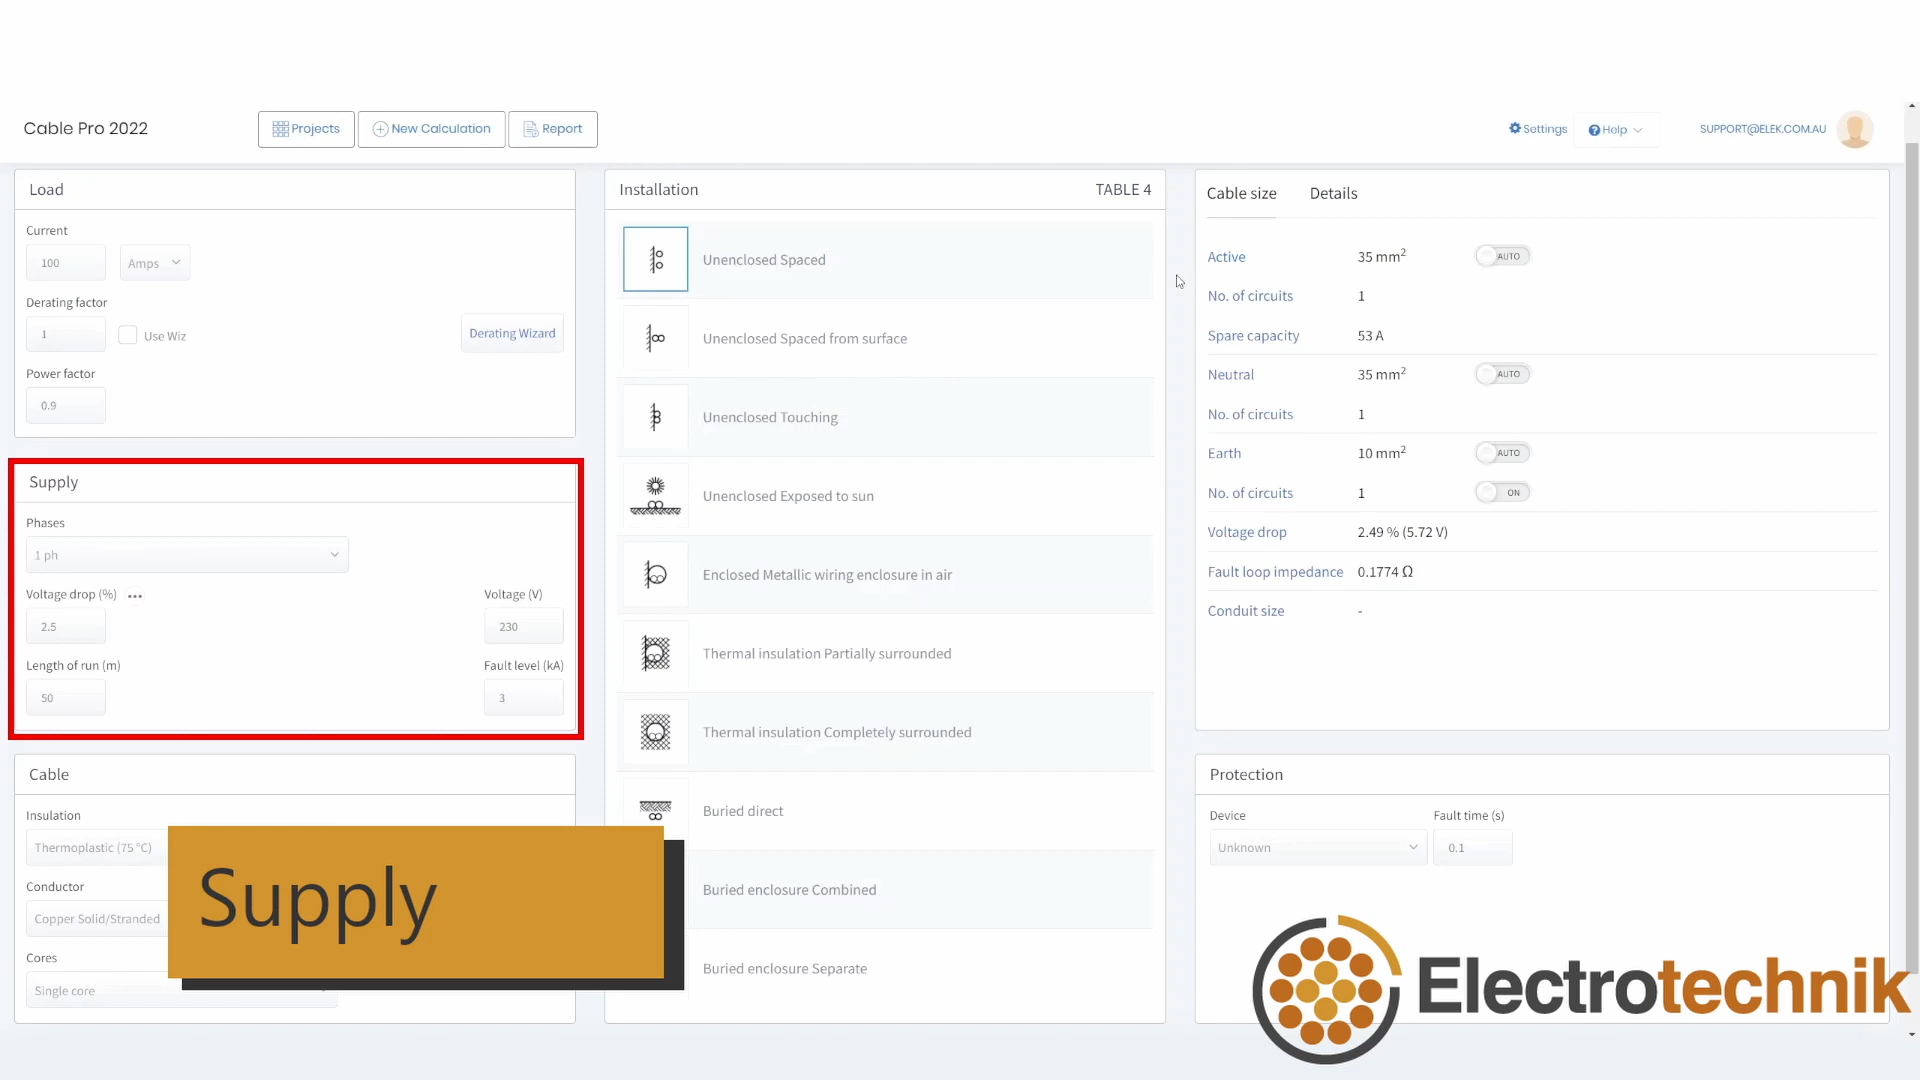 Cable Pro 2022
Projects
New Calculation
Report
Settings
Help
SUPPORT@ELEK.COM.AU
Load
Current
100
Amps
Derating factor
1
Use Wiz
Derating Wizard
Power factor
0.9
Supply
Phases
1 ph
Voltage drop (%) •••
Voltage (V)
2.5
230
Length of run (m)
Fault level (kA)
50
3
Cable
Insulation
Thermoplastic (75 °C)
Conductor
Copper Solid/Stranded
Cores
Single core
Supply
Installation
TABLE 4
Unenclosed Spaced
Unenclosed Spaced from surface
Unenclosed Touching
Unenclosed Exposed to sun
Enclosed Metallic wiring enclosure in air
Thermal insulation Partially surrounded
Thermal insulation Completely surrounded
Buried direct
Buried enclosure Combined
Buried enclosure Separate
Cable size
Details
Active 35 mm² AUTO
No. of circuits 1
Spare capacity 53 A
Neutral 35 mm² AUTO
No. of circuits 1
Earth 10 mm² AUTO
No. of circuits 1 ON
Voltage drop 2.49 % (5.72 V)
Fault loop impedance 0.1774 Ω
Conduit size -
Protection
Device
Fault time (s)
Unknown
0.1
Electrotechnik